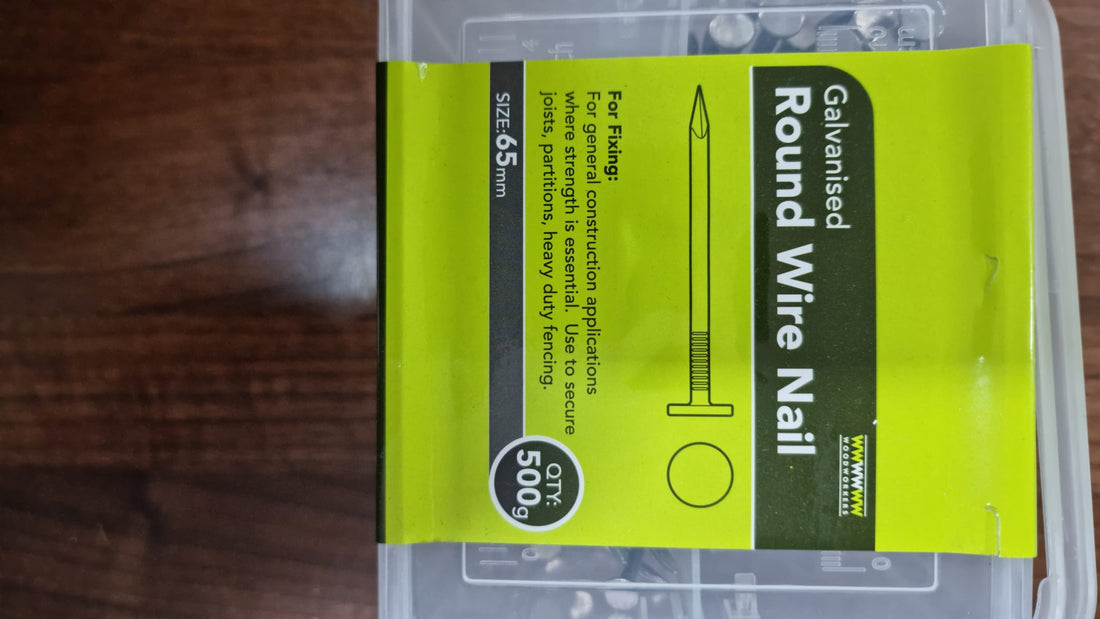 Galvanised
Round Wire Nail
WWWWW
WOODWORKERS
For Fixing:
For general construction applications
where strength is essential. Use to secure
joists, partitions, heavy duty fencing.
SIZE:65mm
QTY:
500g